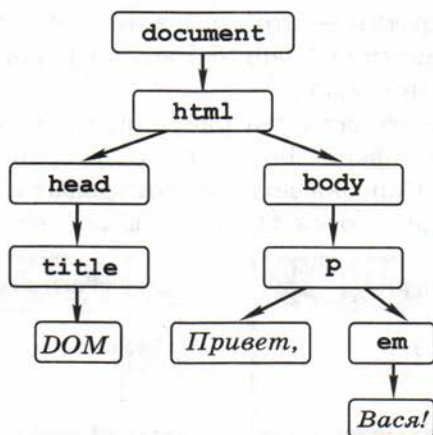 document
html
head body
title p
DOM Привет, em
Вася!